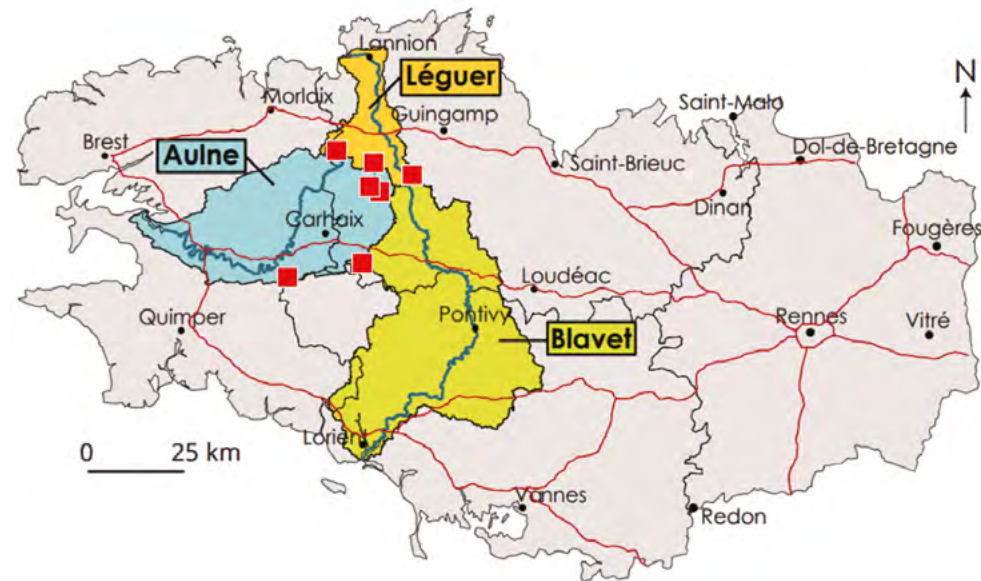 Lannion
Léguer
N
Morlaix
Guingamp
Saint-Malo
Brest
Saint-Brieuc
Dol-de-Bretagne
Aulne
Dinan
Carhaix
Fougères
Loudéac
Quimper
Pontivy
Rennes
Vitré
Blavet
Lorient
0 25 km
Vannes
Redon